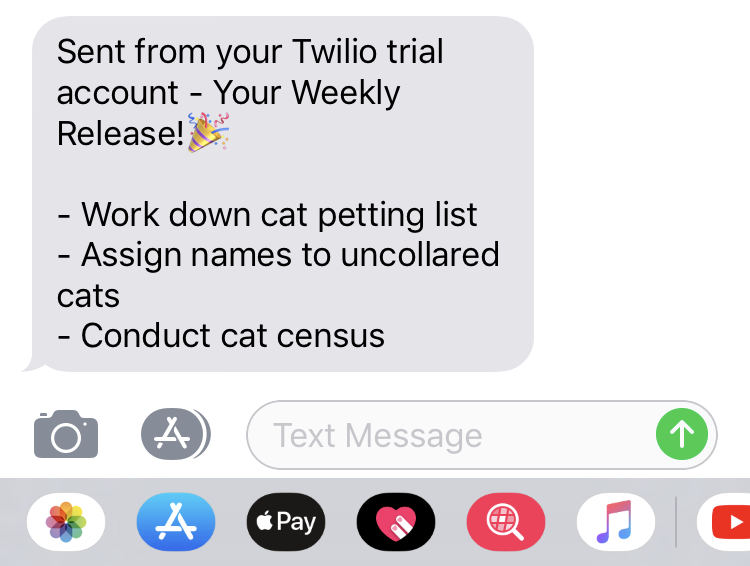 Sent from your Twilio trial
account - Your Weekly
Release!🎉
- Work down cat petting list
- Assign names to uncollared
cats
- Conduct cat census
Text Message
Pay